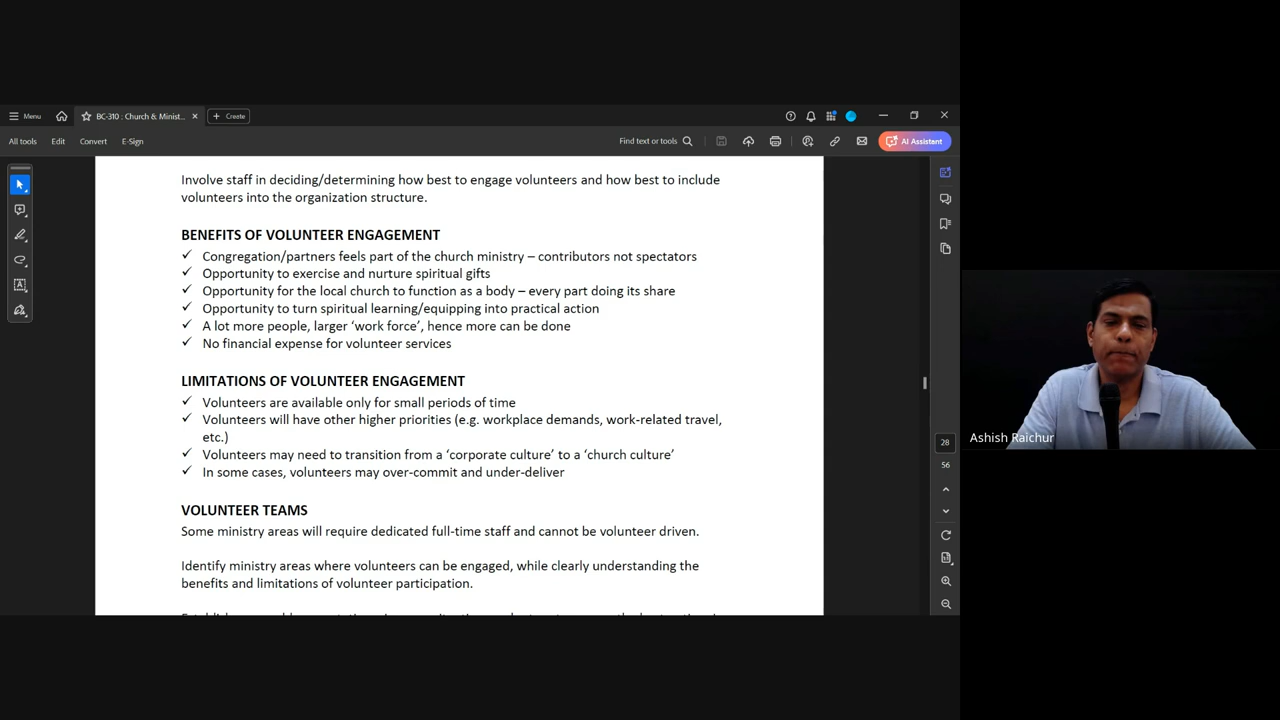 Menu
BC-310 : Church & Minist...
Create
All tools
Edit
Convert
E-Sign
Find text or tools
AI Assistant
Involve staff in deciding/determining how best to engage volunteers and how best to include
volunteers into the organization structure.
BENEFITS OF VOLUNTEER ENGAGEMENT
✓ Congregation/partners feels part of the church ministry – contributors not spectators
✓ Opportunity to exercise and nurture spiritual gifts
✓ Opportunity for the local church to function as a body – every part doing its share
✓ Opportunity to turn spiritual learning/equipping into practical action
✓ A lot more people, larger ‘work force’, hence more can be done
✓ No financial expense for volunteer services
LIMITATIONS OF VOLUNTEER ENGAGEMENT
✓ Volunteers are available only for small periods of time
✓ Volunteers will have other higher priorities (e.g. workplace demands, work-related travel,
etc.)
✓ Volunteers may need to transition from a ‘corporate culture’ to a ‘church culture’
✓ In some cases, volunteers may over-commit and under-deliver
VOLUNTEER TEAMS
Some ministry areas will require dedicated full-time staff and cannot be volunteer driven.
Identify ministry areas where volunteers can be engaged, while clearly understanding the
benefits and limitations of volunteer participation.
28
56
Ashish Raichur